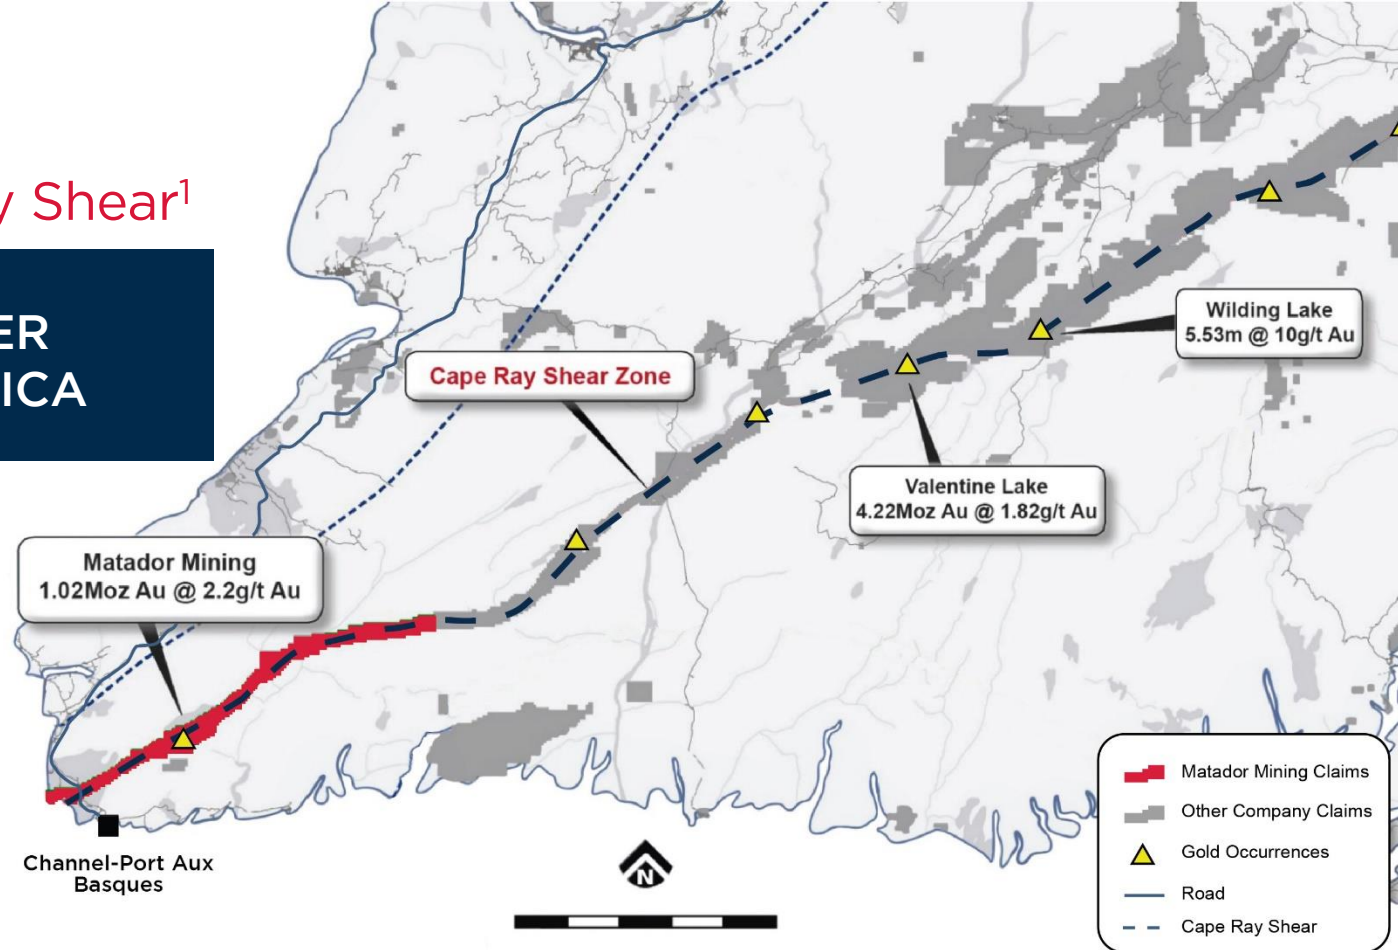 y Shear¹
ER
ICA
Wilding Lake
5.53m @ 10g/t Au
Cape Ray Shear Zone
Valentine Lake
4.22Moz Au @ 1.82g/t Au
Matador Mining
1.02Moz Au @ 2.2g/t Au
Channel-Port Aux
Basques
N
Matador Mining Claims
Other Company Claims
Gold Occurrences
Road
Cape Ray Shear